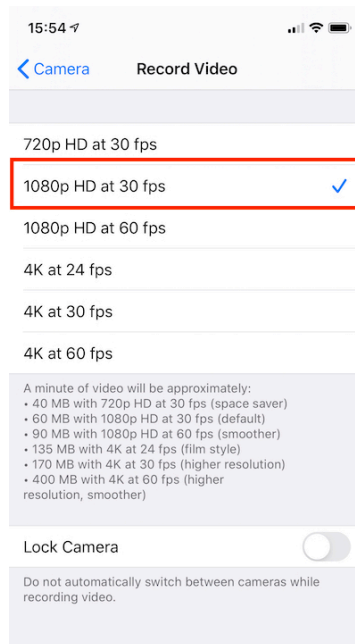 15:54
Camera
Record Video
720p HD at 30 fps
1080p HD at 30 fps
1080p HD at 60 fps
4K at 24 fps
4K at 30 fps
4K at 60 fps
A minute of video will be approximately:
• 40 MB with 720p HD at 30 fps (space saver)
• 60 MB with 1080p HD at 30 fps (default)
• 90 MB with 1080p HD at 60 fps (smoother)
• 135 MB with 4K at 24 fps (film style)
• 170 MB with 4K at 30 fps (higher resolution)
• 400 MB with 4K at 60 fps (higher
resolution, smoother)
Lock Camera
Do not automatically switch between cameras while
recording video.